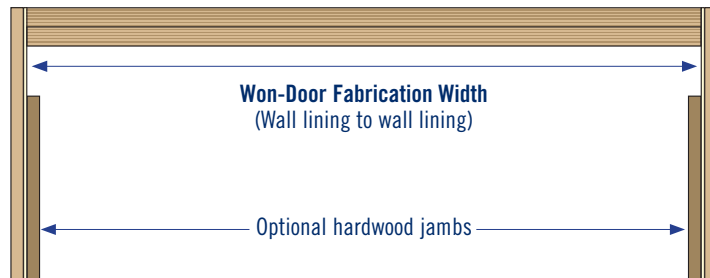 Won-Door Fabrication Width
(Wall lining to wall lining)
Optional hardwood jambs